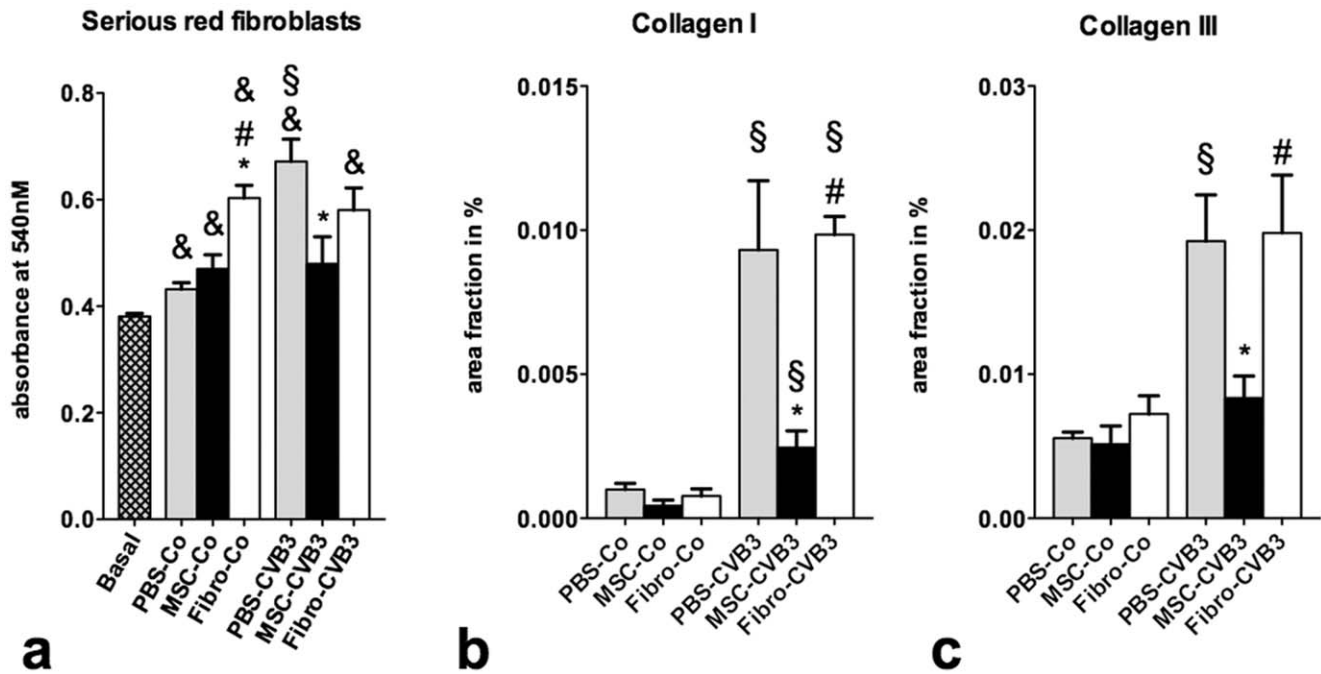 Serious red fibroblasts
absorbance at 540nM
0.8
0.6
0.4
0.2
0.0
&
&
&
#
*
§
&
*
&
Basal
PBS-Co
MSC-Co
Fibro-Co
PBS-CVB3
MSC-CVB3
Fibro-CVB3
a
Collagen I
area fraction in %
0.015
0.010
0.005
0.000
§
§
*
§
#
PBS-Co
MSC-Co
Fibro-Co
PBS-CVB3
MSC-CVB3
Fibro-CVB3
b
Collagen III
area fraction in %
0.03
0.02
0.01
0.00
§
*
#
PBS-Co
MSC-Co
Fibro-Co
PBS-CVB3
MSC-CVB3
Fibro-CVB3
c